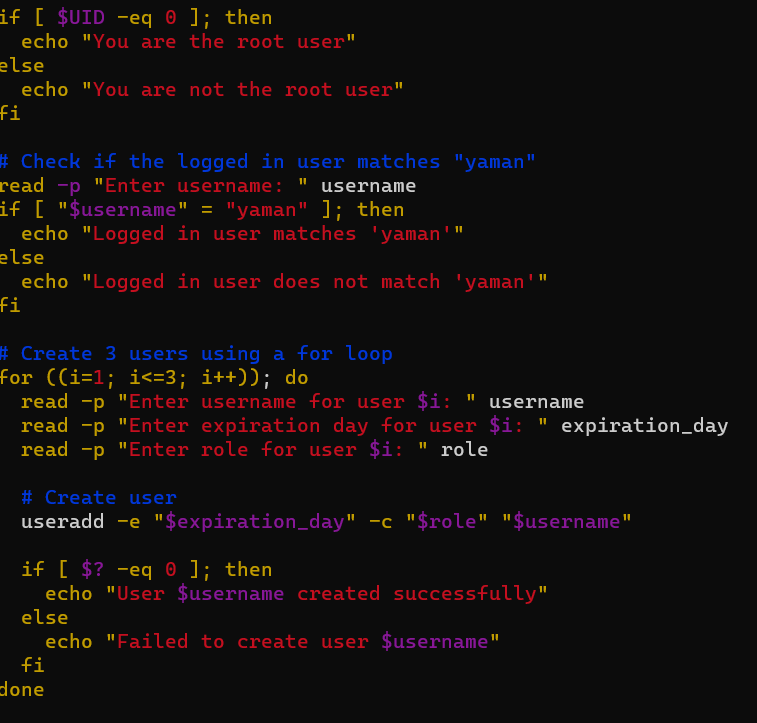 if [ $UID -eq 0 ]; then
  echo "You are the root user"
else
  echo "You are not the root user"
fi

# Check if the logged in user matches "yaman"
read -p "Enter username: " username
if [ "$username" = "yaman" ]; then
  echo "Logged in user matches 'yaman'"
else
  echo "Logged in user does not match 'yaman'"
fi

# Create 3 users using a for loop
for ((i=1; i<=3; i++)); do
  read -p "Enter username for user $i: " username
  read -p "Enter expiration day for user $i: " expiration_day
  read -p "Enter role for user $i: " role

  # Create user
  useradd -e "$expiration_day" -c "$role" "$username"

  if [ $? -eq 0 ]; then
    echo "User $username created successfully"
  else
    echo "Failed to create user $username"
  fi
done